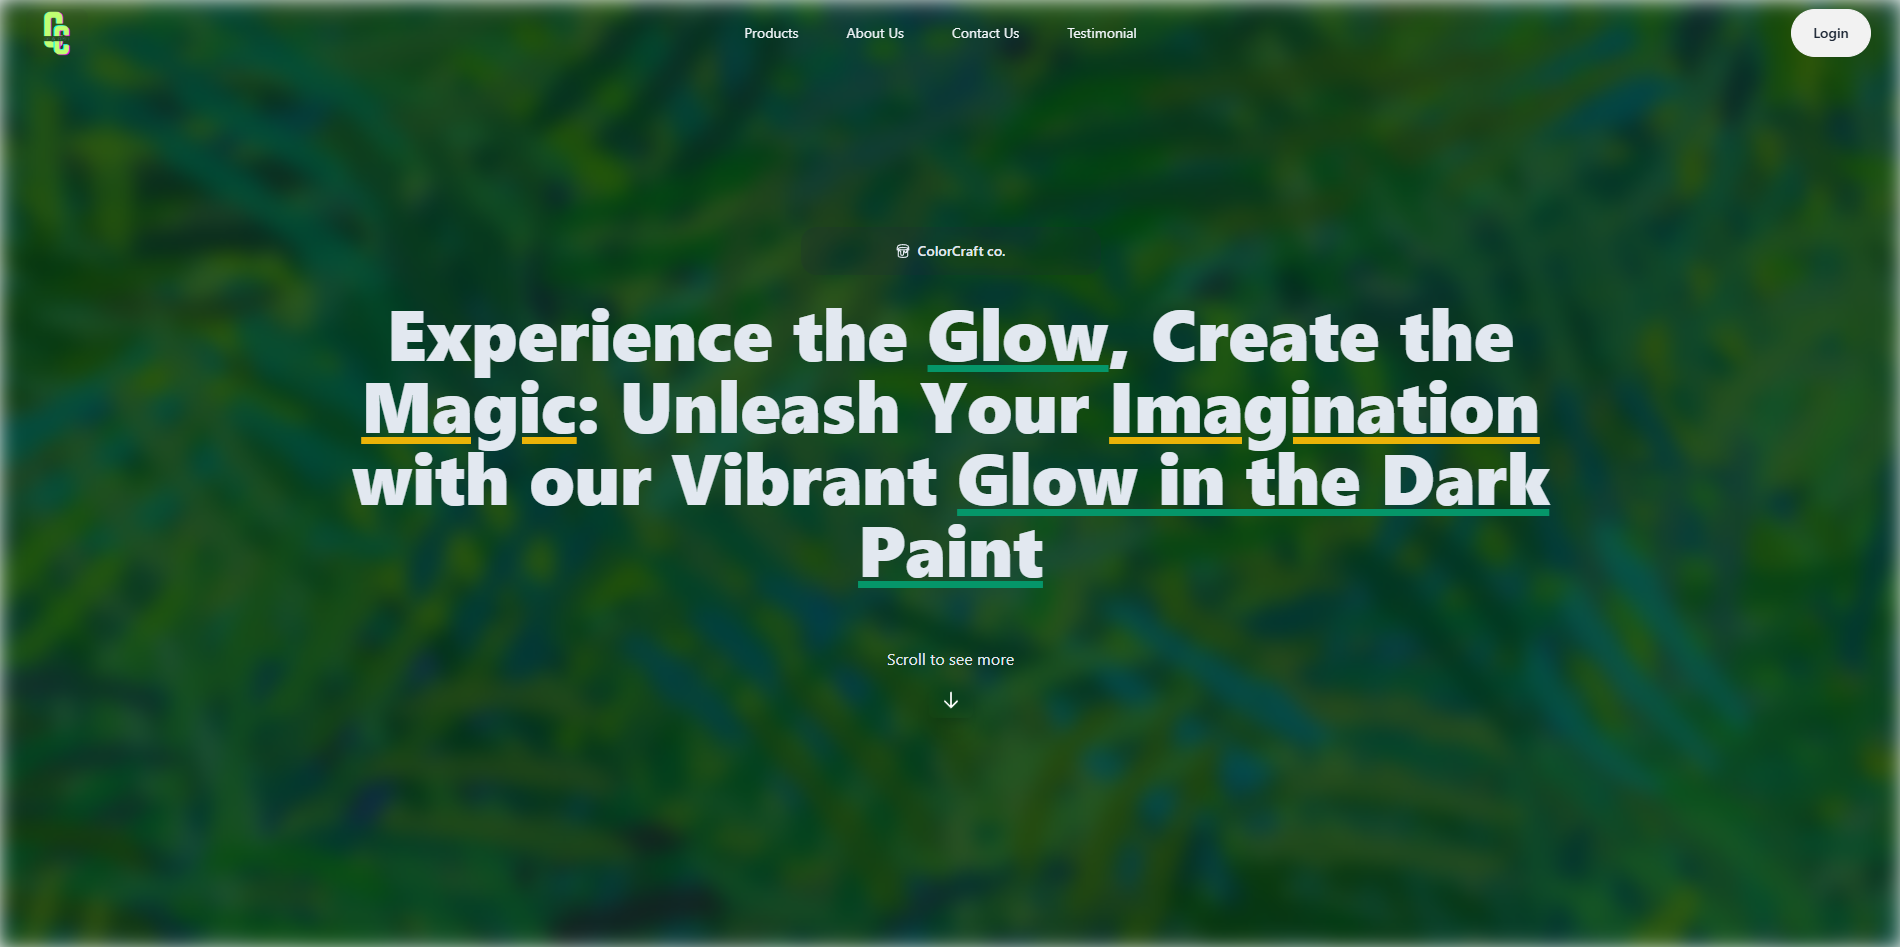 Products About Us Contact Us Testimonial Login
ColorCraft co.
Experience the Glow, Create the
Magic: Unleash Your Imagination
with our Vibrant Glow in the Dark
Paint
Scroll to see more